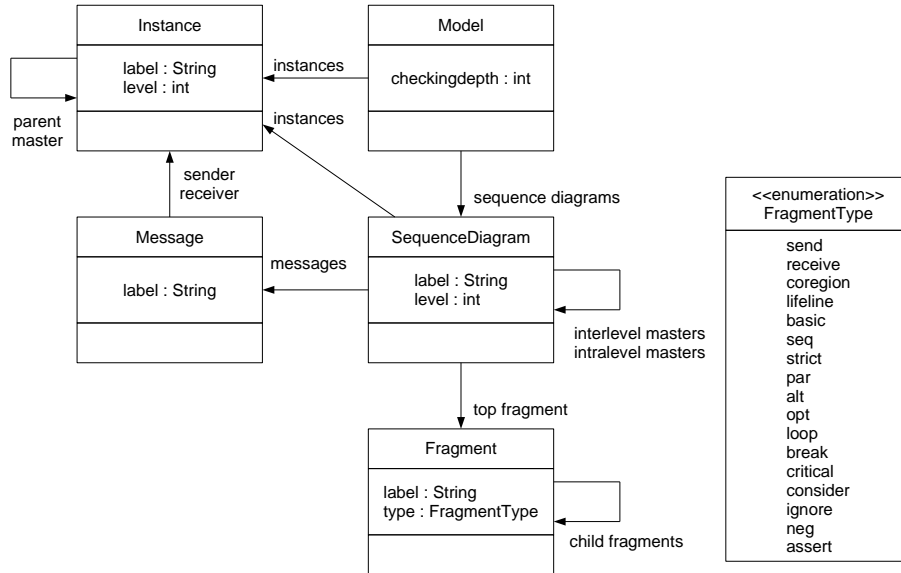 Instance
label : String
level : int
parent
master
Model
checkingdepth : int
instances
instances
sender
receiver
sequence diagrams
Message
label : String
messages
SequenceDiagram
label : String
level : int
interlevel masters
intralevel masters
top fragment
Fragment
label : String
type : FragmentType
child fragments
<<enumeration>>
FragmentType
send
receive
coregion
lifeline
basic
seq
strict
par
alt
opt
loop
break
critical
consider
ignore
neg
assert